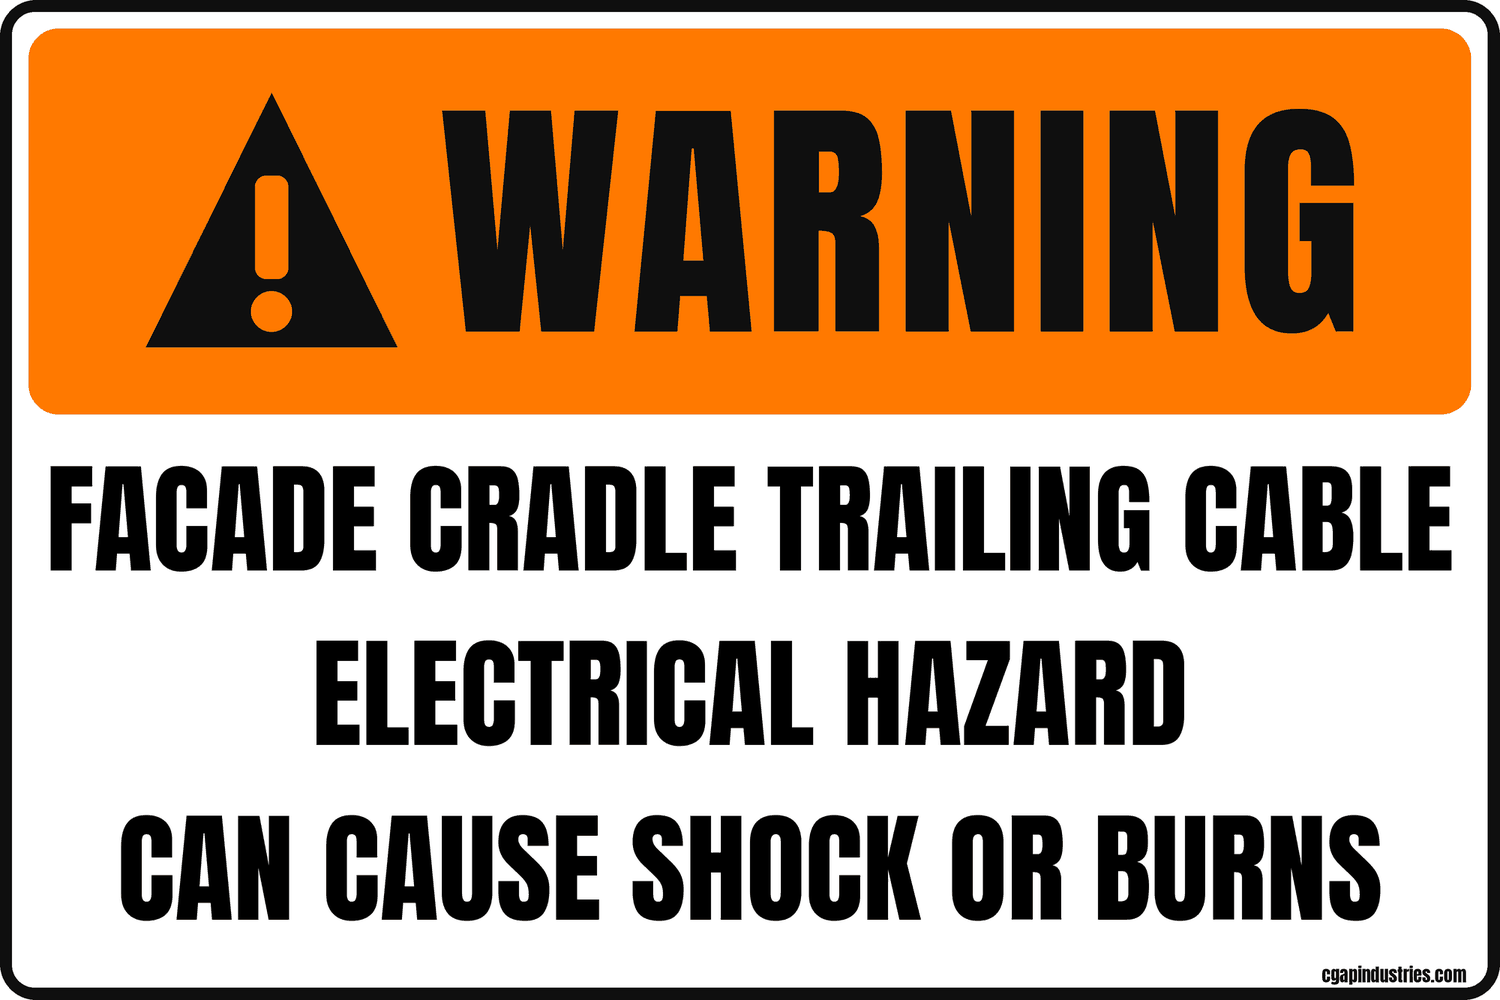 WARNING
FACADE CRADLE TRAILING CABLE
ELECTRICAL HAZARD
CAN CAUSE SHOCK OR BURNS
cgapindustries.com